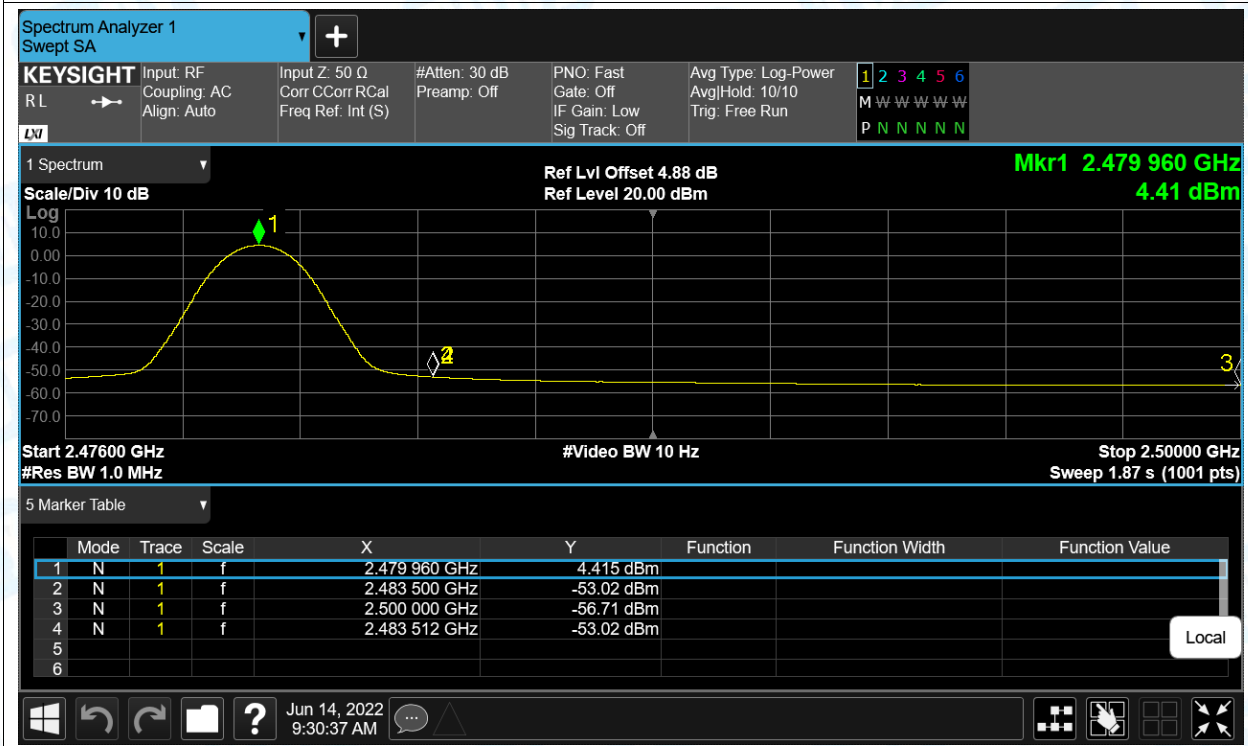 Spectrum Analyzer 1
Swept SA
KEYSIGHT
R L
LXI
Input: RF
Coupling: AC
Align: Auto
Input Z: 50 Ω
Corr CCorr RCal
Freq Ref: Int (S)
#Atten: 30 dB
Preamp: Off
PNO: Fast
Gate: Off
IF Gain: Low
Sig Track: Off
Avg Type: Log-Power
Avg|Hold: 10/10
Trig: Free Run
1 2 3 4 5 6
M W W W W W
P N N N N N
1 Spectrum
Scale/Div 10 dB
Ref Lvl Offset 4.88 dB
Ref Level 20.00 dBm
Mkr1 2.479 960 GHz
4.41 dBm
Log
10.0
0.00
-10.0
-20.0
-30.0
-40.0
-50.0
-60.0
-70.0
1
3
Start 2.47600 GHz
#Video BW 10 Hz
Stop 2.50000 GHz
#Res BW 1.0 MHz
Sweep 1.87 s (1001 pts)
5 Marker Table
Mode Trace Scale X Y Function Function Width Function Value
1 N 1 f 2.479 960 GHz 4.415 dBm
2 N 1 f 2.483 500 GHz -53.02 dBm
3 N 1 f 2.500 000 GHz -56.71 dBm
4 N 1 f 2.483 512 GHz -53.02 dBm
5
6
Local
?
Jun 14, 2022
9:30:37 AM